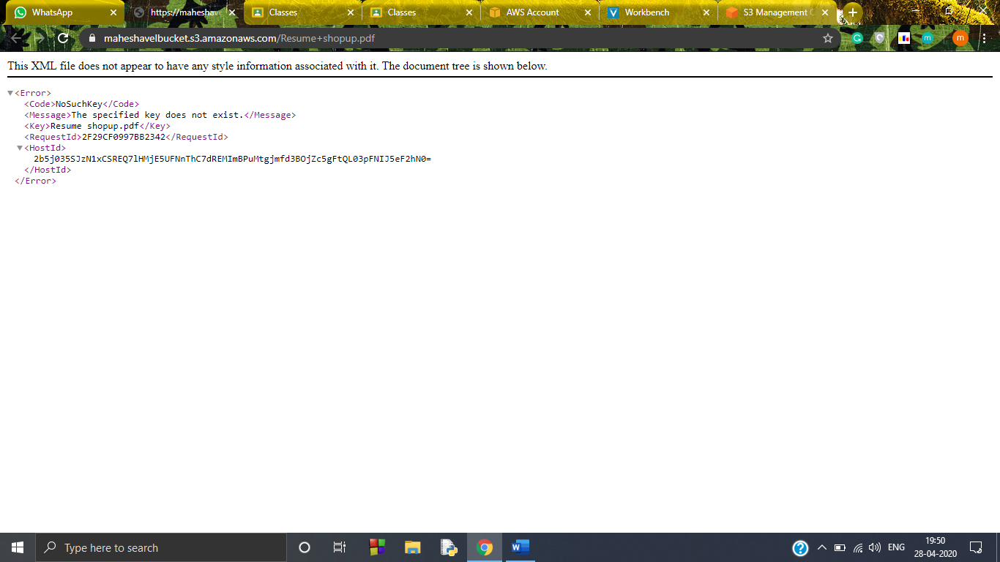 WhatsApp
https://maheshave
Classes
Classes
AWS Account
Workbench
S3 Management C
maheshavelbucket.s3.amazonaws.com/Resume+shopup.pdf
This XML file does not appear to have any style information associated with it. The document tree is shown below.
<Error>
<Code>NoSuchKey</Code>
<Message>The specified key does not exist.</Message>
<Key>Resume shopup.pdf</Key>
<RequestId>2F29CF0997BB2342</RequestId>
<HostId>
2b5j035SJzN1xCSREQ7lHMjE5UFNnThC7dREMImBPuMtgjmfd3BOjZc5gFtQL03pFNIJ5eF2hN0=
</HostId>
</Error>
Type here to search
ENG
19:50
28-04-2020